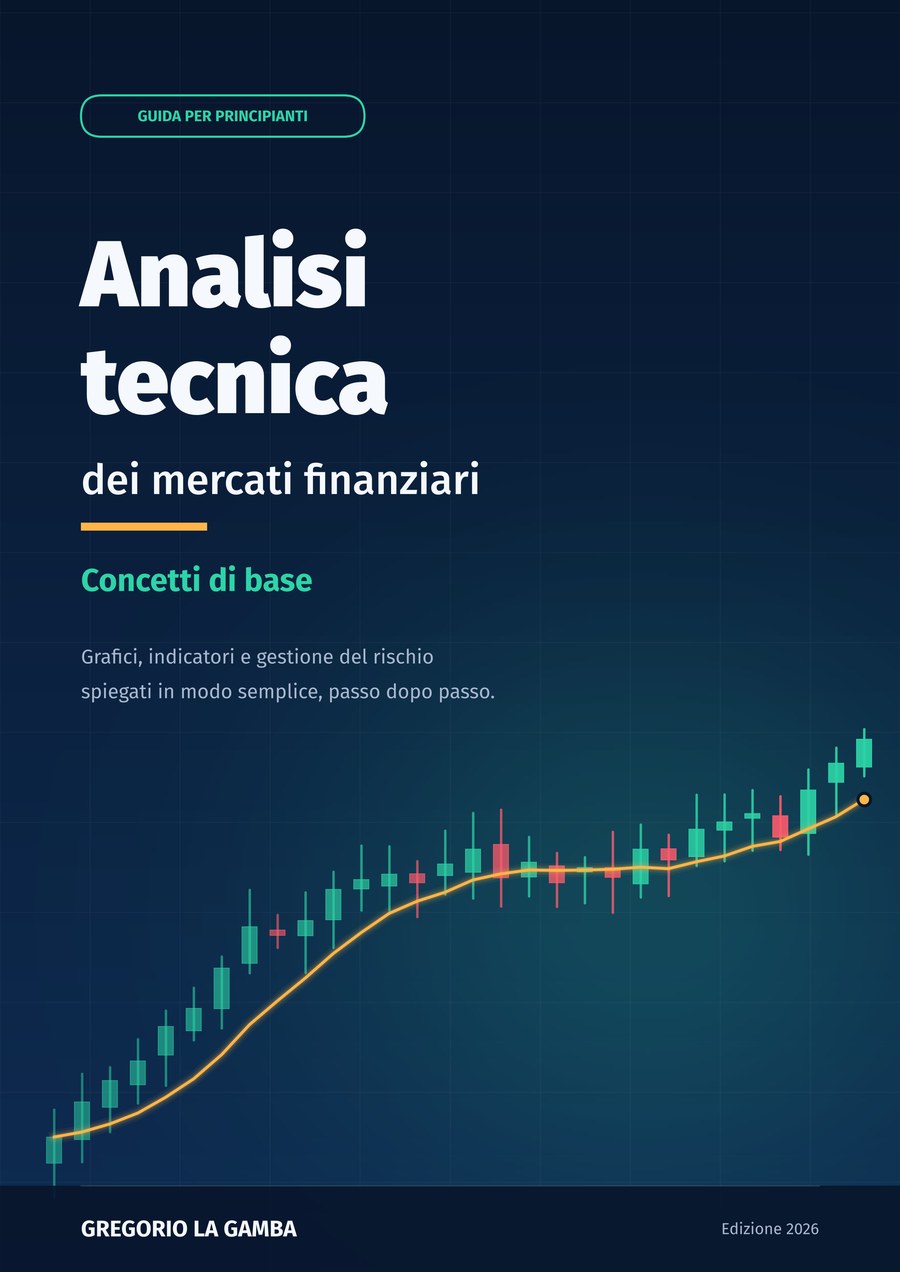 GUIDA PER PRINCIPIANTI
Analisi
tecnica
dei mercati finanziari
Concetti di base
Grafici, indicatori e gestione del rischio
spiegati in modo semplice, passo dopo passo.
GREGORIO LA GAMBA
Edizione 2026